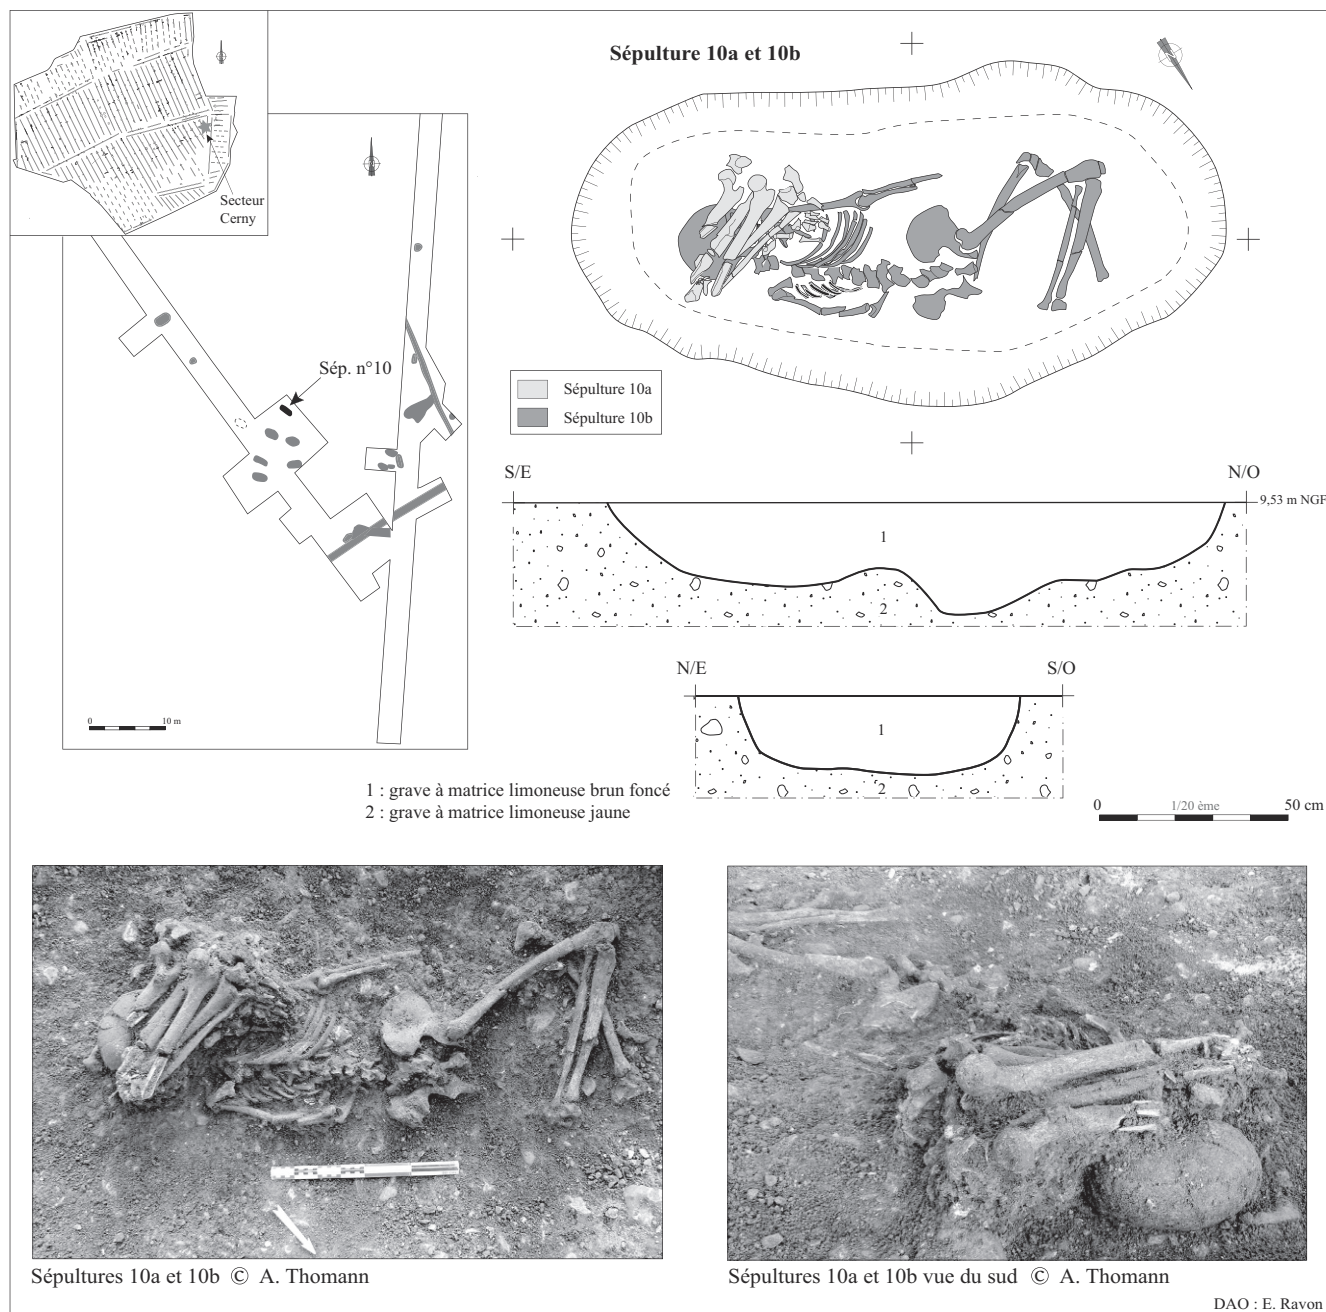 Sépulture 10a et 10b
Secteur
Cerny
Sép. n°10
Sépulture 10a
Sépulture 10b
S/E
N/O
9,53 m NGF
1
2
N/E
S/O
1
2
0
10 m
1 : grave à matrice limoneuse brun foncé
2 : grave à matrice limoneuse jaune
0
1/20 ème
50 cm
Sépultures 10a et 10b © A. Thomann
Sépultures 10a et 10b vue du sud © A. Thomann
DAO : E. Ravon